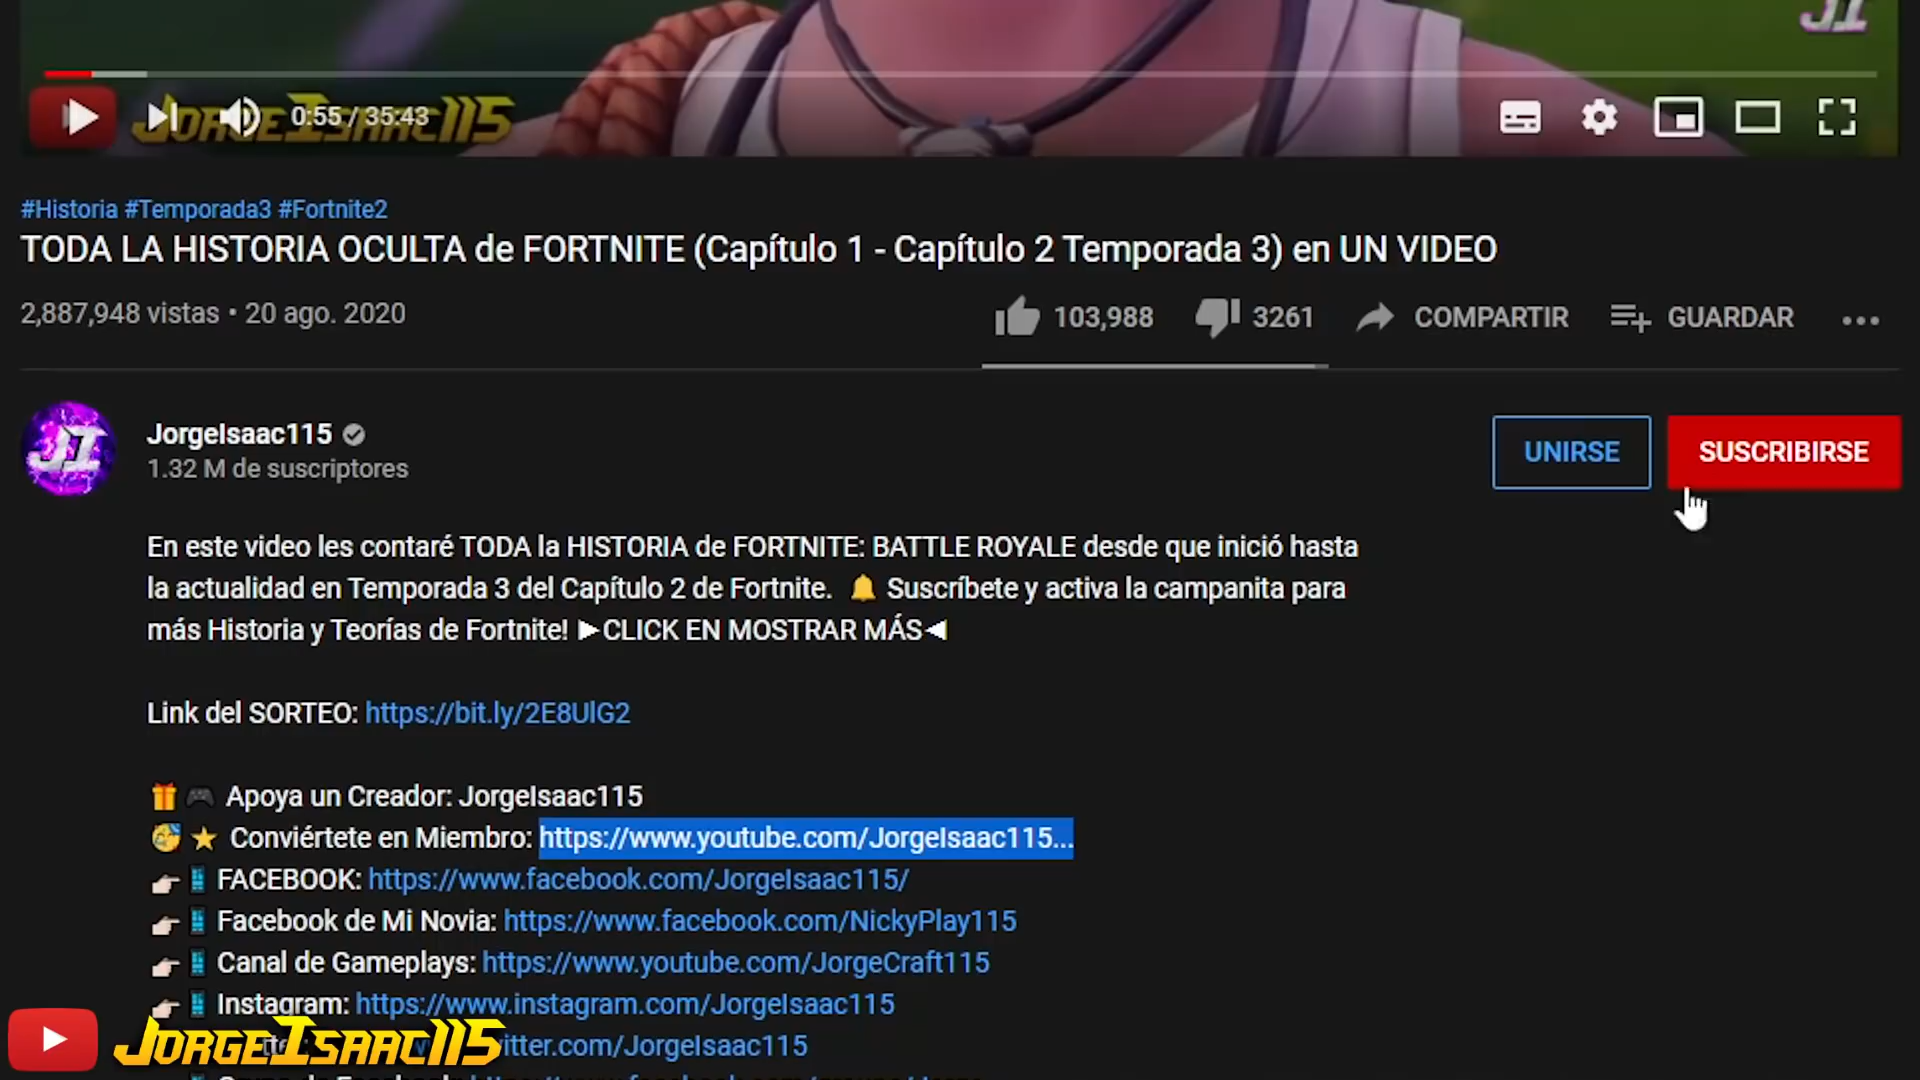 JI
JORGEISAAC115
0:55 / 35:43
#Historia #Temporada3 #Fortnite2
TODA LA HISTORIA OCULTA de FORTNITE (Capítulo 1 - Capítulo 2 Temporada 3) en UN VIDEO
2,887,948 vistas • 20 ago. 2020
103,988
3261
COMPARTIR
GUARDAR
JI
JorgeIsaac115
1.32 M de suscriptores
UNIRSE
SUSCRIBIRSE
En este video les contaré TODA la HISTORIA de FORTNITE: BATTLE ROYALE desde que inició hasta
la actualidad en Temporada 3 del Capítulo 2 de Fortnite. 🔔 Suscríbete y activa la campanita para
más Historia y Teorías de Fortnite! ▶CLICK EN MOSTRAR MÁS◀
Link del SORTEO: https://bit.ly/2E8UlG2
Apoya un Creador: JorgeIsaac115
Conviértete en Miembro: https://www.youtube.com/JorgeIsaac115...
FACEBOOK: https://www.facebook.com/JorgeIsaac115/
Facebook de Mi Novia: https://www.facebook.com/NickyPlay115
Canal de Gameplays: https://www.youtube.com/JorgeCraft115
Instagram: https://www.instagram.com/JorgeIsaac115
itter.com/JorgeIsaac115
JORGEISAAC115